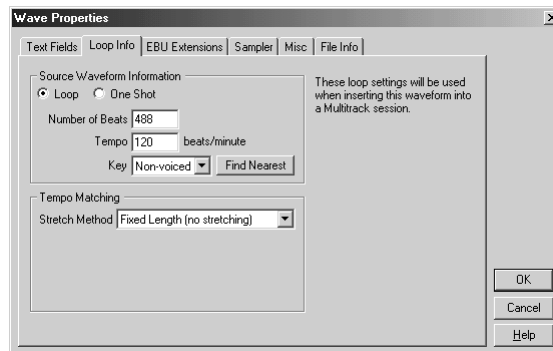 Wave Properties
Text Fields Loop Info EBU Extensions Sampler Misc File Info
Source Waveform Information
Loop One Shot
Number of Beats 488
Tempo 120 beats/minute
Key Non-voiced Find Nearest
These loop settings will be used
when inserting this waveform into
a Multitrack session.
Tempo Matching
Stretch Method Fixed Length (no stretching)
OK
Cancel
Help